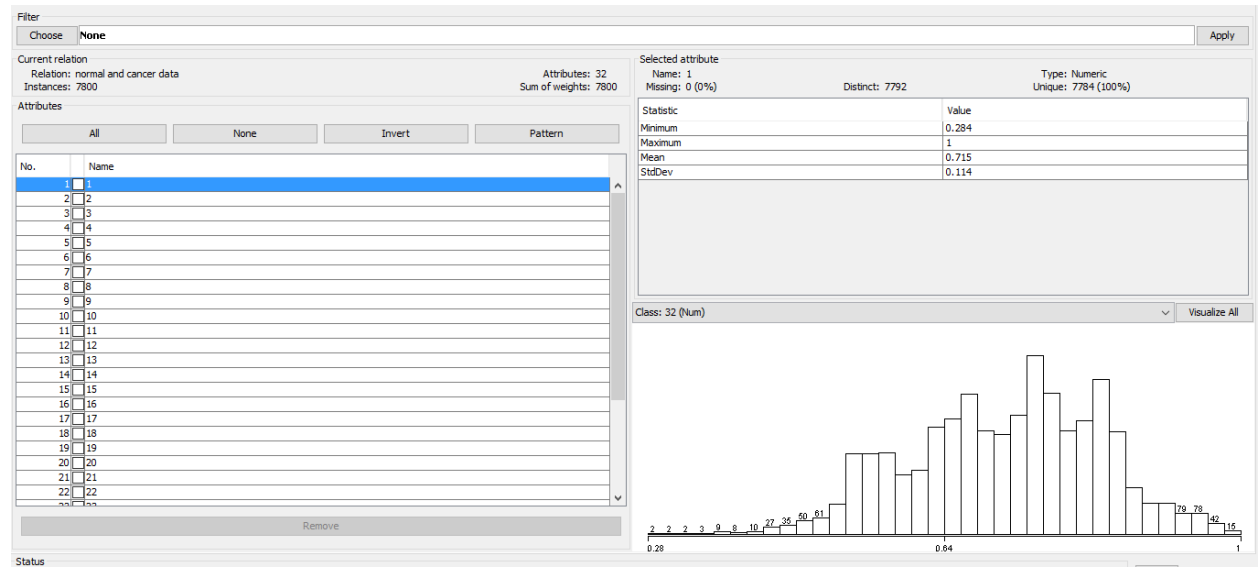 Filter
Choose None Apply
Current relation
Relation: normal and cancer data Attributes: 32
Instances: 7800 Sum of weights: 7800
Attributes
All None Invert Pattern
No. Name
1 1
2 2
3 3
4 4
5 5
6 6
7 7
8 8
9 9
10 10
11 11
12 12
13 13
14 14
15 15
16 16
17 17
18 18
19 19
20 20
21 21
22 22
Remove
Status
Selected attribute
Name: 1 Type: Numeric
Missing: 0 (0%) Distinct: 7792 Unique: 7784 (100%)
Statistic Value
Minimum 0.284
Maximum 1
Mean 0.715
StdDev 0.114
Class: 32 (Num) Visualize All
2 2 2 3 9 8 10 27 35 50 61 79 78 42 15
0.28 0.64 1